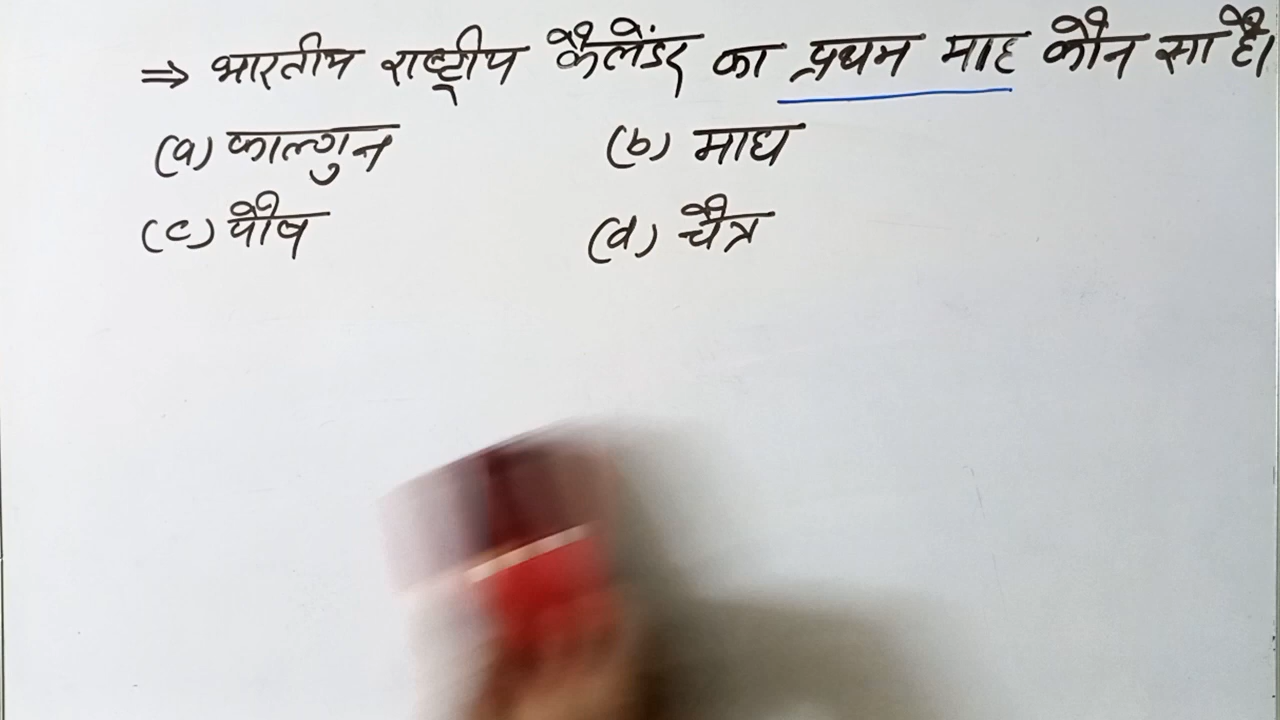 ⇒ भारतीय राष्ट्रीय कैलेंडर का प्रथम माह कौन सा है।
(a) फाल्गुन (b) माघ
(c) पौष (d) चैत्र